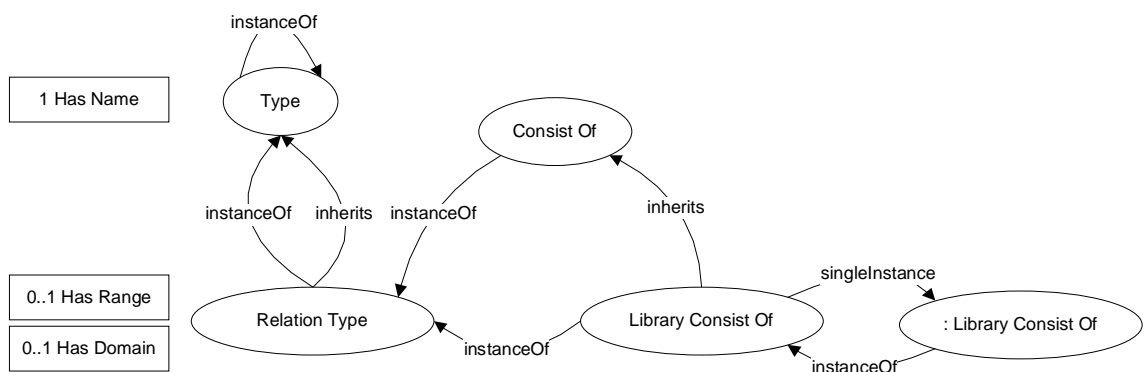 instanceOf
1 Has Name
Type
Consist Of
instanceOf
inherits
instanceOf
inherits
singleInstance
0..1 Has Range
Relation Type
Library Consist Of
: Library Consist Of
0..1 Has Domain
instanceOf
instanceOf